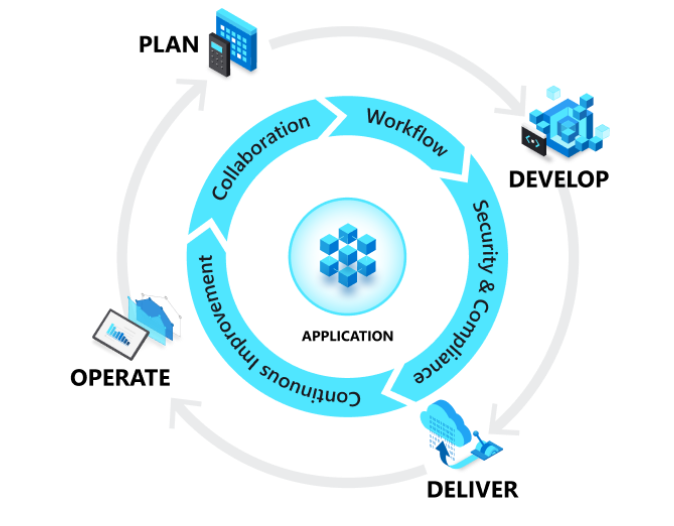 PLAN
DEVELOP
DELIVER
OPERATE
Collaboration
Workflow
Security & Compliance
Continuous Improvement
APPLICATION